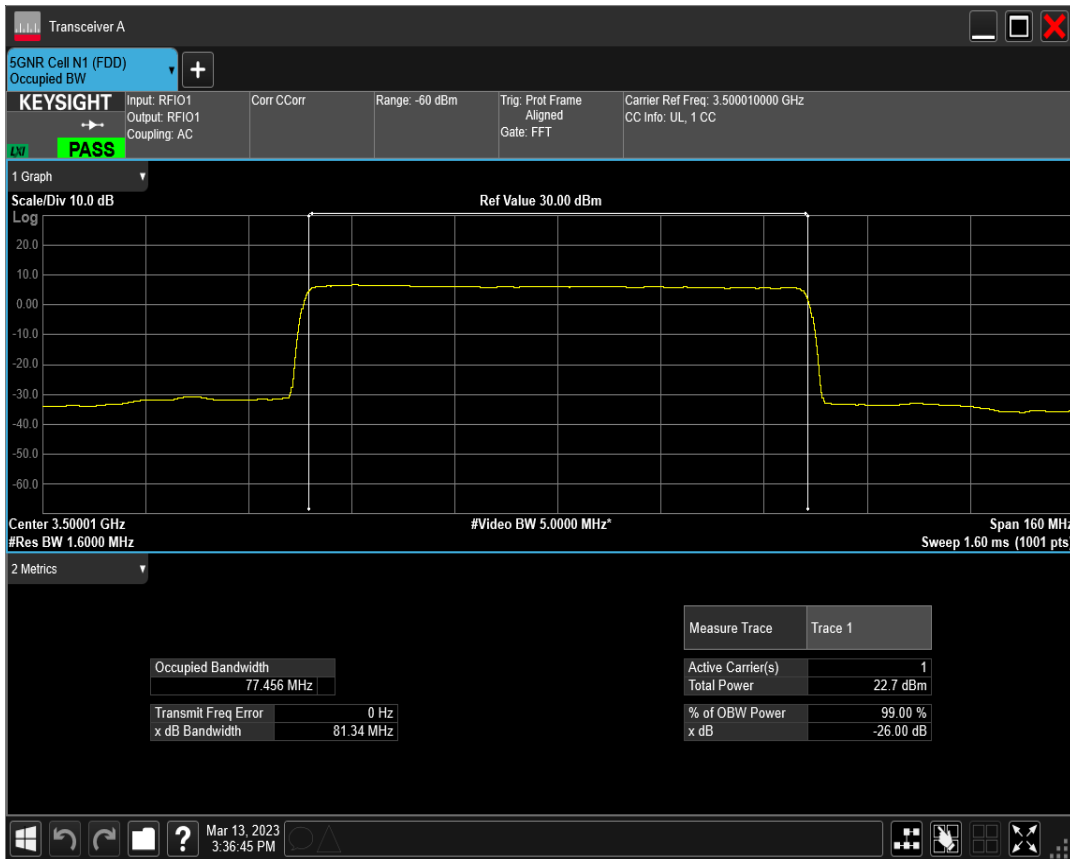 Transceiver A
5GNR Cell N1 (FDD)
Occupied BW
KEYSIGHT
LXI
PASS
Input: RFIO1
Output: RFIO1
Coupling: AC
Corr CCorr
Range: -60 dBm
Trig: Prot Frame
Aligned
Gate: FFT
Carrier Ref Freq: 3.500010000 GHz
CC Info: UL, 1 CC
1 Graph
Scale/Div 10.0 dB
Ref Value 30.00 dBm
Log
20.0
10.0
0.00
-10.0
-20.0
-30.0
-40.0
-50.0
-60.0
Center 3.50001 GHz
#Video BW 5.0000 MHz*
Span 160 MHz
#Res BW 1.6000 MHz
Sweep 1.60 ms (1001 pts)
2 Metrics
Measure Trace Trace 1
Occupied Bandwidth
77.456 MHz
Transmit Freq Error 0 Hz
x dB Bandwidth 81.34 MHz
Active Carrier(s) 1
Total Power 22.7 dBm
% of OBW Power 99.00 %
x dB -26.00 dB
?
Mar 13, 2023
3:36:45 PM